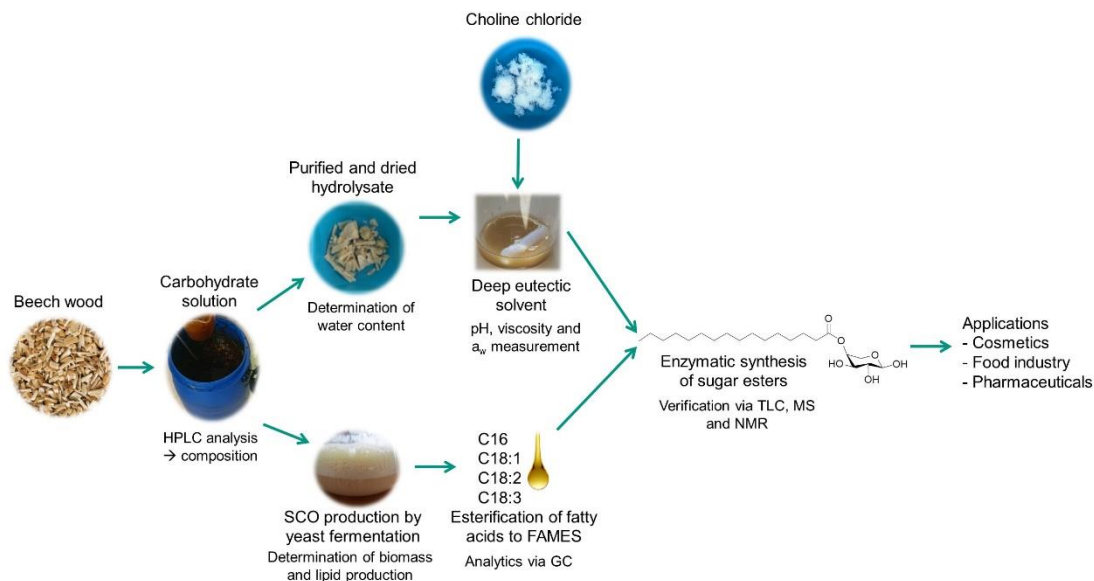 Choline chloride
Purified and dried
hydrolysate
Determination of
water content
Deep eutectic
solvent
pH, viscosity and
aw measurement
Beech wood
Carbohydrate
solution
HPLC analysis
→ composition
O
O
O
HO
OH
OH
Enzymatic synthesis
of sugar esters
Verification via TLC, MS
and NMR
Applications
- Cosmetics
- Food industry
- Pharmaceuticals
SCO production by
yeast fermentation
Determination of biomass
and lipid production
C16
C18:1
C18:2
C18:3
Esterification of fatty
acids to FAMES
Analytics via GC